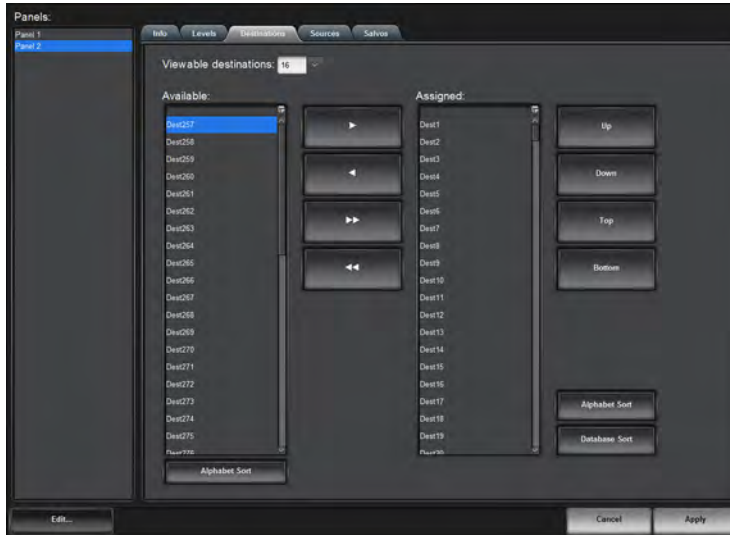 Panels:
Panel 1
Panel 2
Info Levels Destinations Sources Salvos
Viewable destinations: 16
Available:
Dest257
Dest258
Dest259
Dest260
Dest261
Dest262
Dest263
Dest264
Dest265
Dest266
Dest267
Dest268
Dest269
Dest270
Dest271
Dest272
Dest273
Dest274
Dest275
Dest276
Alphabet Sort
Assigned:
Dest1
Dest2
Dest3
Dest4
Dest5
Dest6
Dest7
Dest8
Dest9
Dest10
Dest11
Dest12
Dest13
Dest14
Dest15
Dest16
Dest17
Dest18
Dest19
Dest20
Up
Down
Top
Bottom
Alphabet Sort
Database Sort
Edit...
Cancel
Apply